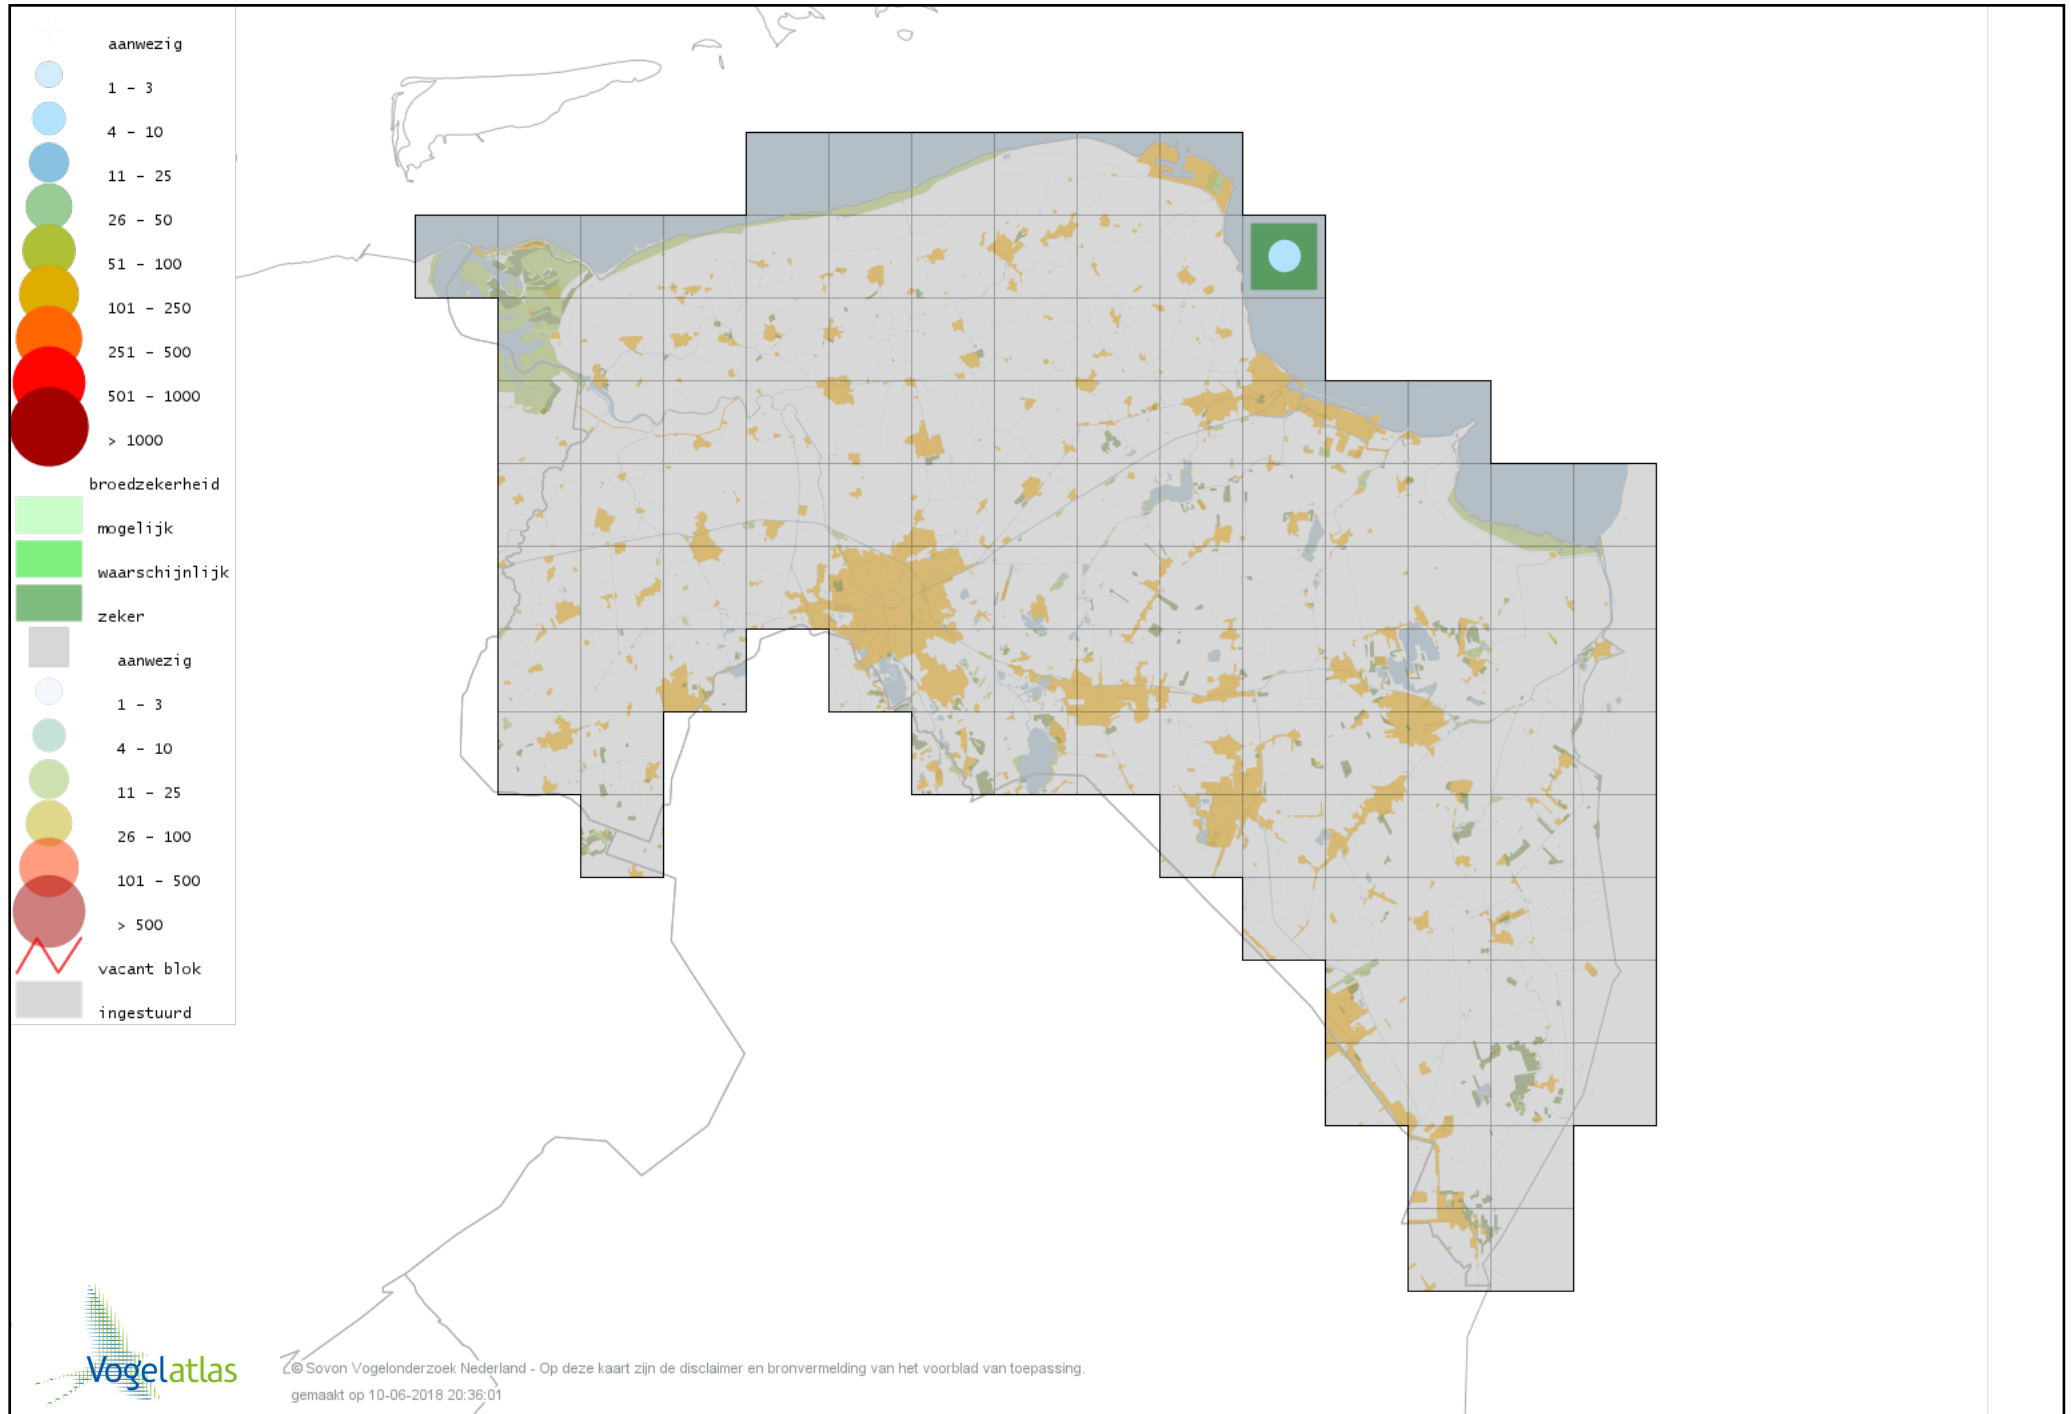 aanwezig
1 - 3
4 - 10
11 - 25
26 - 50
51 - 100
101 - 250
251 - 500
501 - 1000
> 1000
broedzekerheid
mogelijk
waarschijnlijk
zeker
aanwezig
1 - 3
4 - 10
11 - 25
26 - 100
101 - 500
> 500
vacant blok
ingestuurd
Vogelatlas
© Sovon Vogelonderzoek Nederland - Op deze kaart zijn de disclaimer en bronvermelding van het voorblad van toepassing.
gemaakt op 10-06-2018 20:36:01